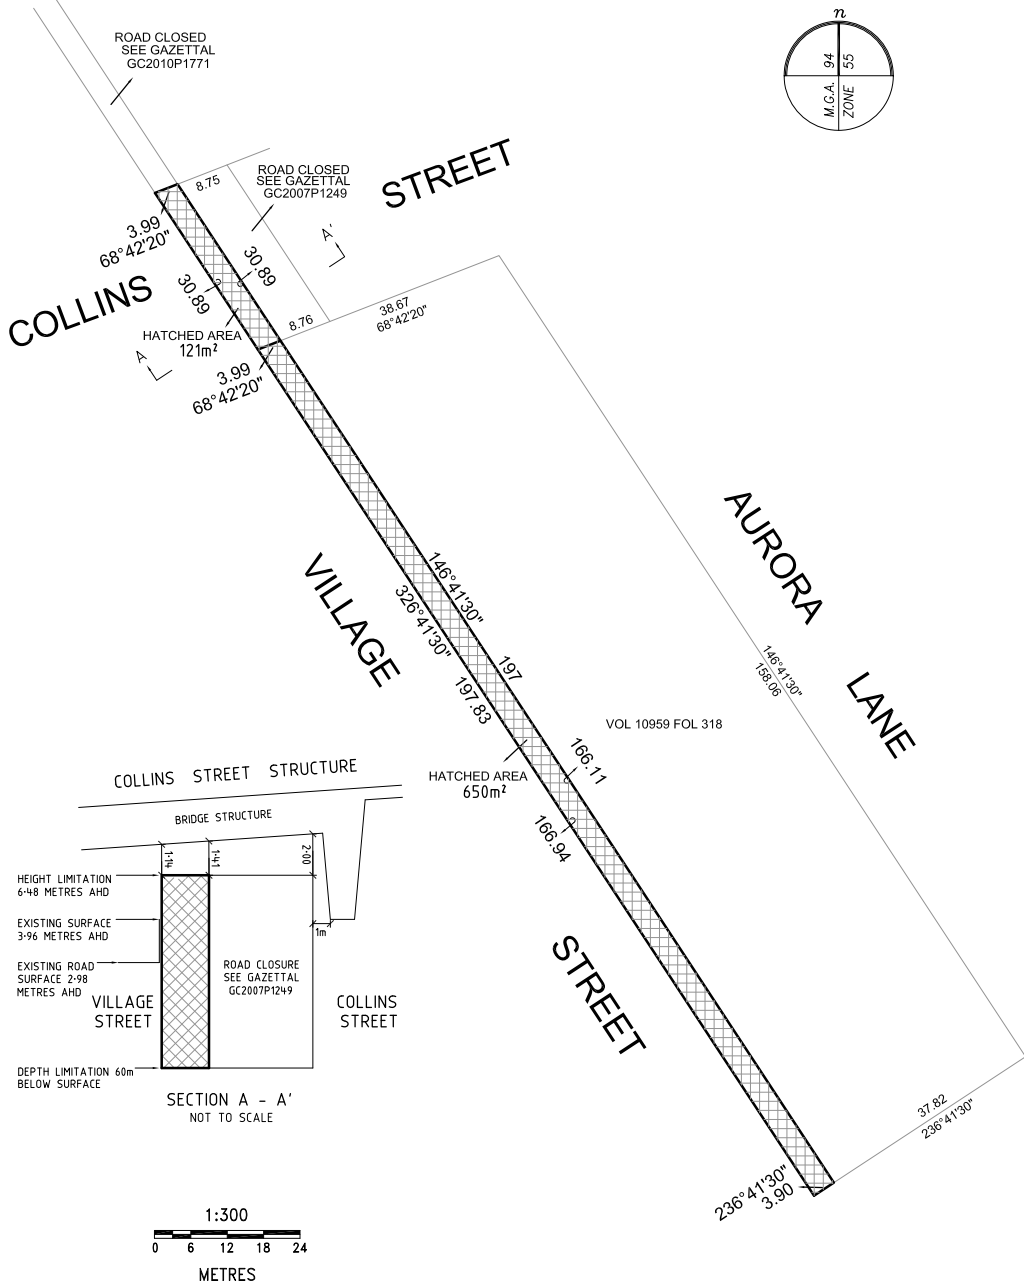 n
M.G.A. 94
ZONE 55
ROAD CLOSED
SEE GAZETTAL
GC2010P1771
8.75
ROAD CLOSED
SEE GAZETTAL
GC2007P1249
COLLINS STREET
3.99
68°42'20"
30.89
30.89
A'
A
HATCHED AREA
121m²
8.76
38.67
68°42'20"
3.99
68°42'20"
AURORA LANE
VILLAGE STREET
146°41'30"
326°41'30"
197
197.83
146°41'30"
158.06
VOL 10959 FOL 318
HATCHED AREA
650m²
166.11
166.94
37.82
236°41'30"
236°41'30"
3.90
COLLINS STREET STRUCTURE
BRIDGE STRUCTURE
1·14
1·41
2·00
HEIGHT LIMITATION
6·48 METRES AHD
EXISTING SURFACE
3·96 METRES AHD
1m
EXISTING ROAD
SURFACE 2·98
METRES AHD
ROAD CLOSURE
SEE GAZETTAL
GC2007P1249
VILLAGE
STREET
COLLINS
STREET
DEPTH LIMITATION 60m
BELOW SURFACE
SECTION A - A'
NOT TO SCALE
1:300
0 6 12 18 24
METRES